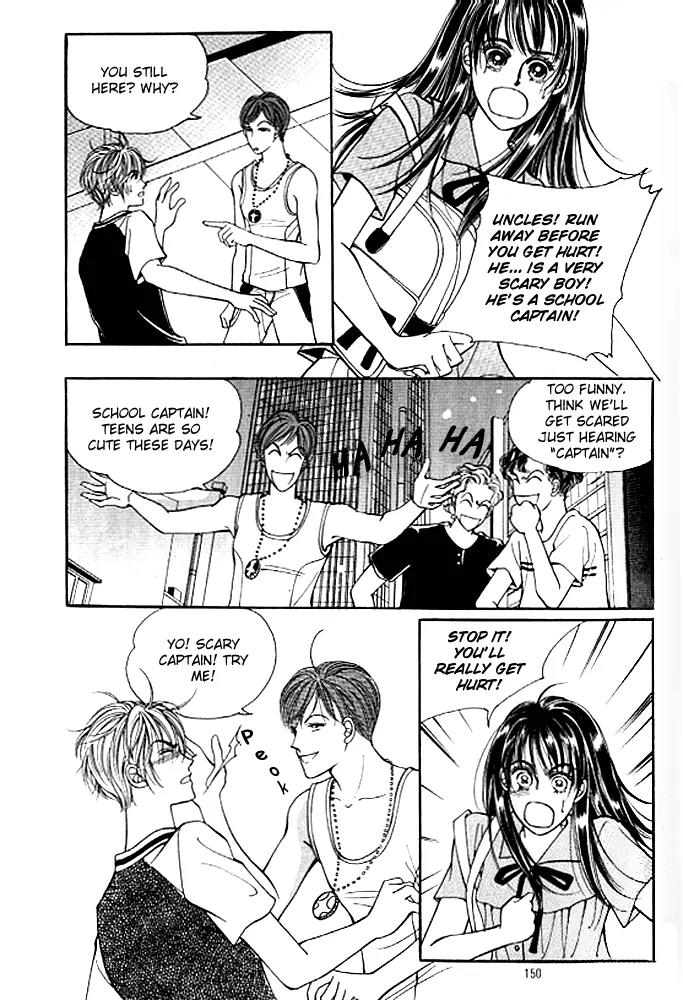 YOU STILL
HERE? WHY?
UNCLES! RUN
AWAY BEFORE
YOU GET HURT!
HE... IS A VERY
SCARY BOY!
HE'S A SCHOOL
CAPTAIN!
SCHOOL CAPTAIN!
TEENS ARE SO
CUTE THESE DAYS!
HA HA HA
TOO FUNNY.
THINK WE'LL
GET SCARED
JUST HEARING
"CAPTAIN"?
YO! SCARY
CAPTAIN! TRY
ME!
Peok
STOP IT!
YOU'LL
REALLY GET
HURT!
150